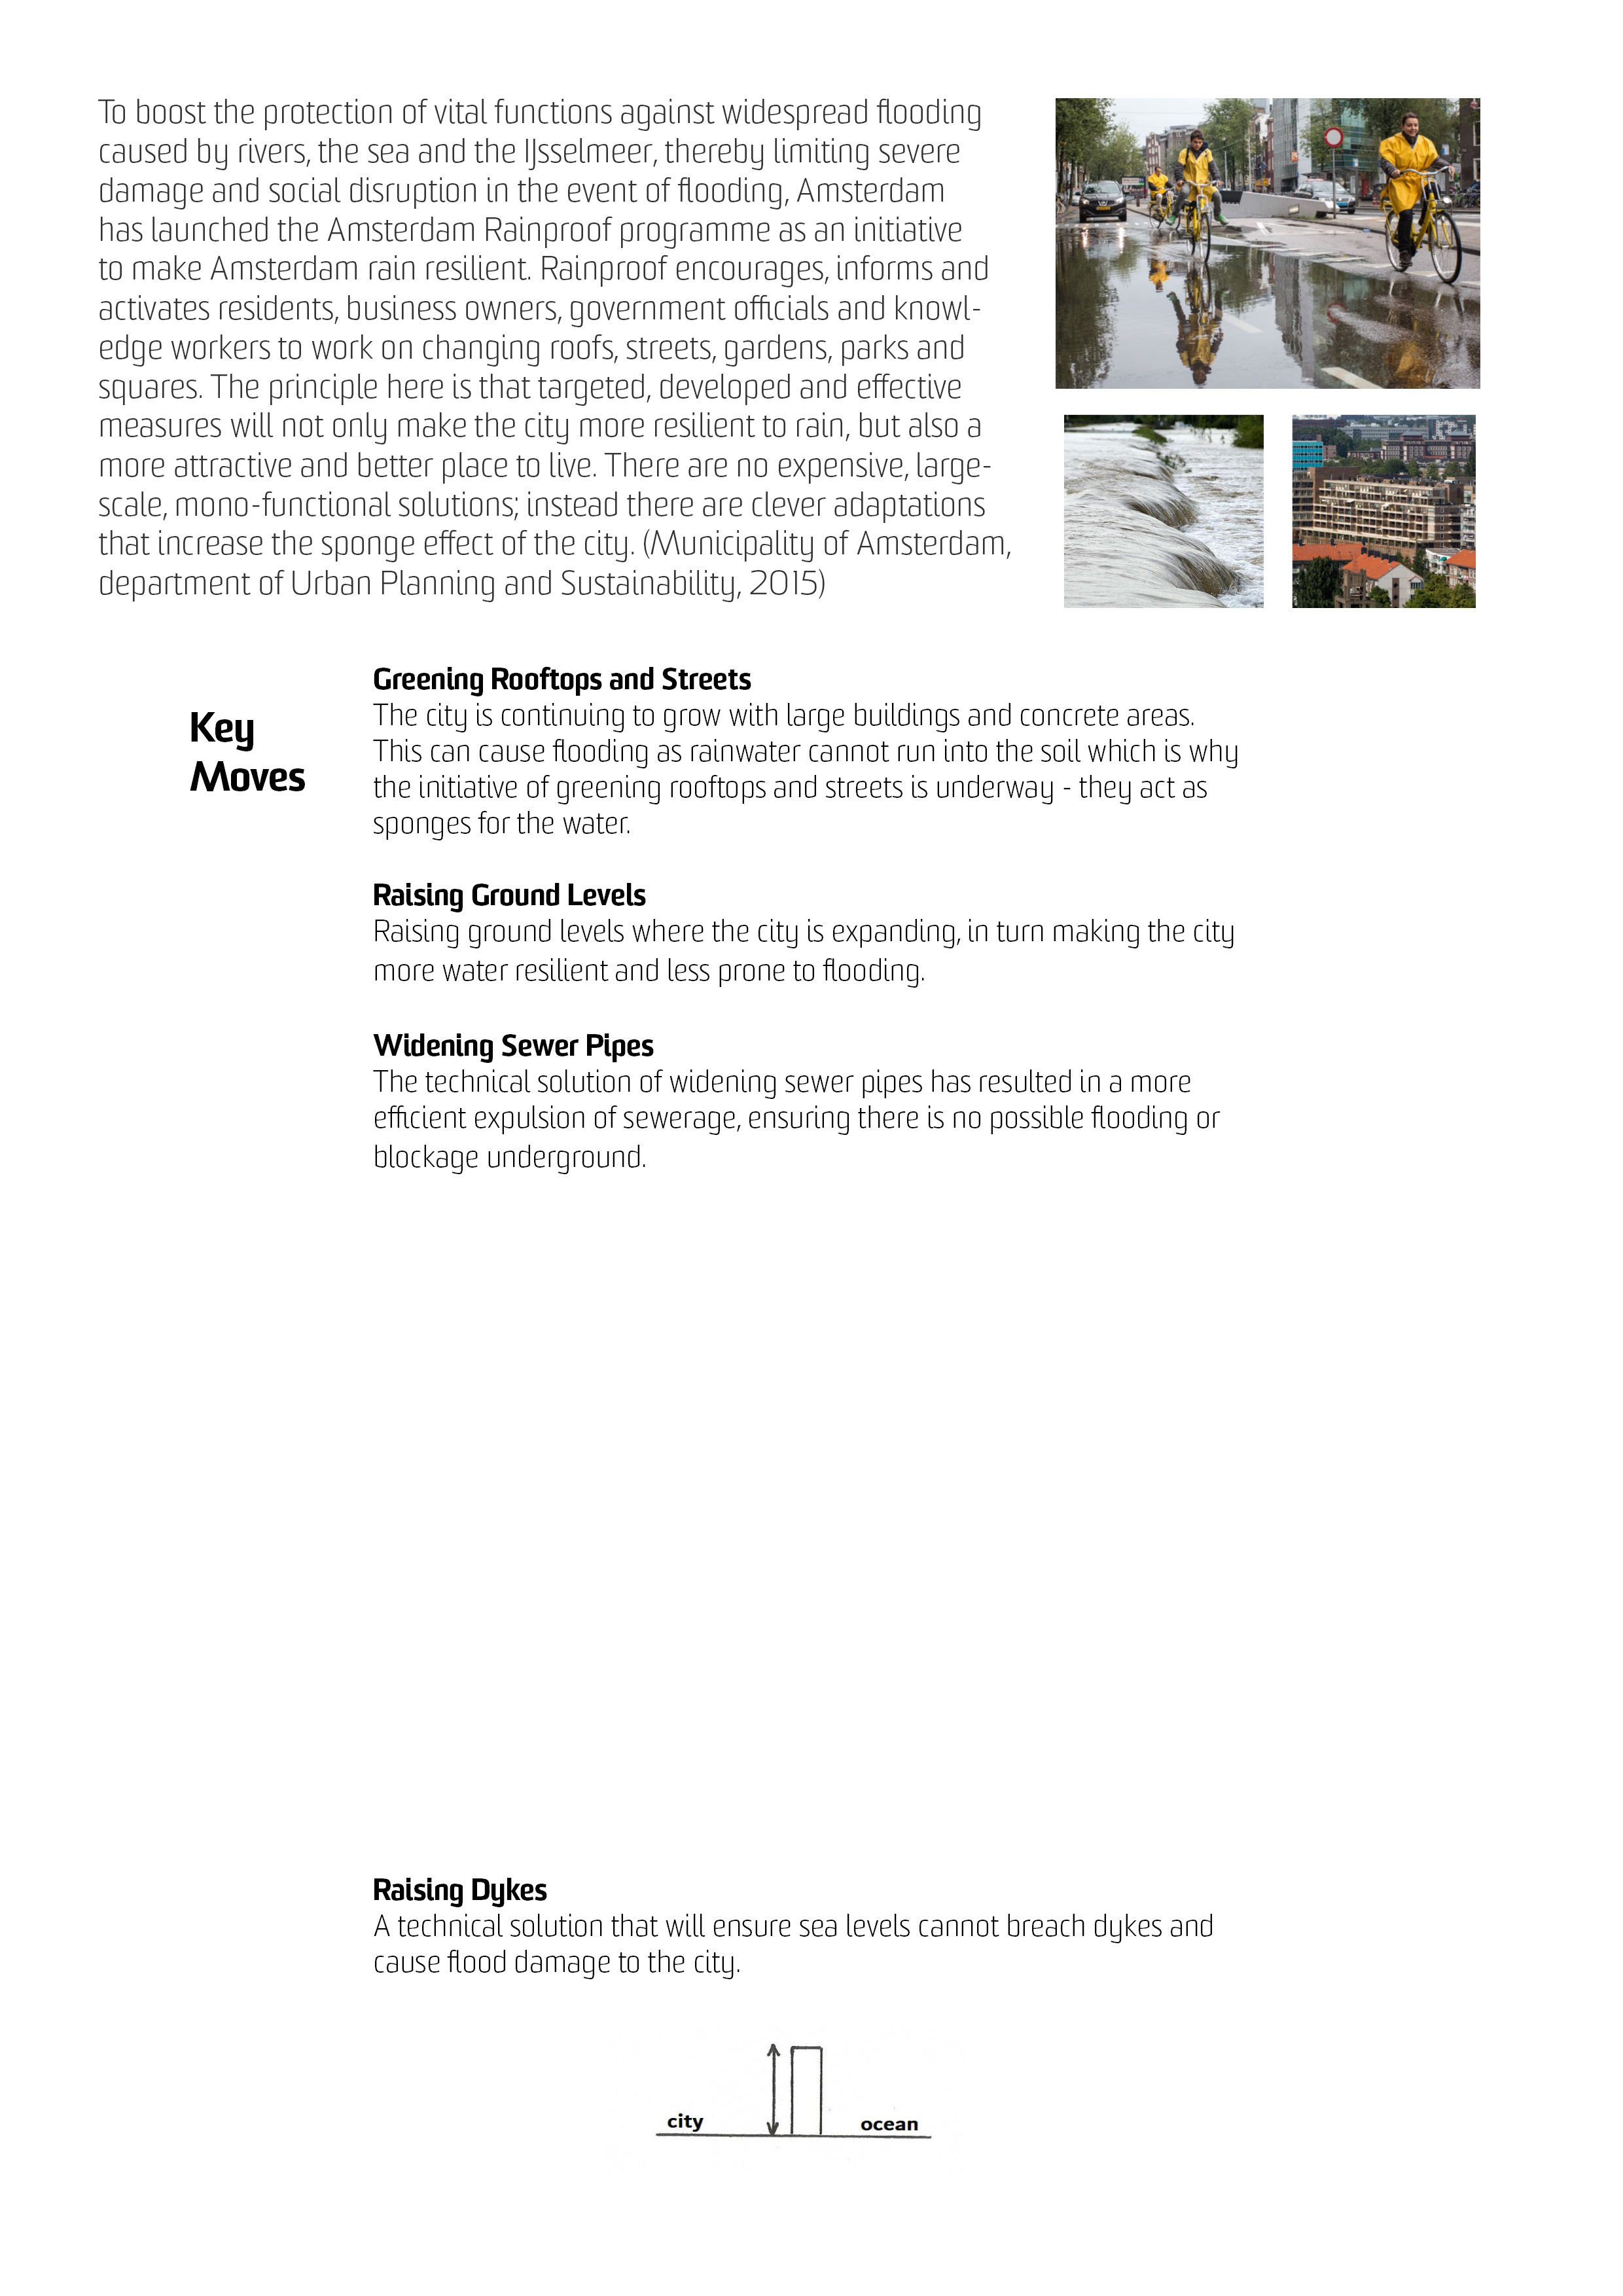 To boost the protection of vital functions against widespread flooding
caused by rivers, the sea and the IJsselmeer, thereby limiting severe
damage and social disruption in the event of flooding, Amsterdam
has launched the Amsterdam Rainproof programme as an initiative
to make Amsterdam rain resilient. Rainproof encourages, informs and
activates residents, business owners, government officials and knowl-
edge workers to work on changing roofs, streets, gardens, parks and
squares. The principle here is that targeted, developed and effective
measures will not only make the city more resilient to rain, but also a
more attractive and better place to live. There are no expensive, large-
scale, mono-functional solutions; instead there are clever adaptations
that increase the sponge effect of the city. (Municipality of Amsterdam,
department of Urban Planning and Sustainability, 2015)
Key
Moves
Greening Rooftops and Streets
The city is continuing to grow with large buildings and concrete areas.
This can cause flooding as rainwater cannot run into the soil which is why
the initiative of greening rooftops and streets is underway - they act as
sponges for the water.
Raising Ground Levels
Raising ground levels where the city is expanding, in turn making the city
more water resilient and less prone to flooding.
Widening Sewer Pipes
The technical solution of widening sewer pipes has resulted in a more
efficient expulsion of sewerage, ensuring there is no possible flooding or
blockage underground.
Raising Dykes
A technical solution that will ensure sea levels cannot breach dykes and
cause flood damage to the city.
city
ocean